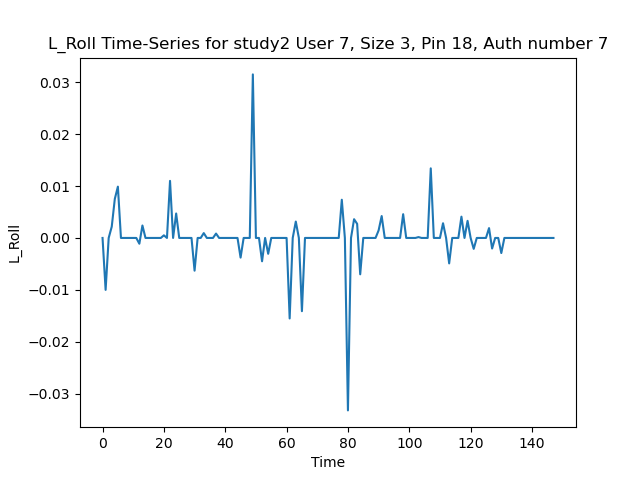 L_Roll Time-Series for study2 User 7, Size 3, Pin 18, Auth number 7
0.03
0.02
0.01
0.00
−0.01
−0.02
−0.03
L_Roll
0 20 40 60 80 100 120 140
Time